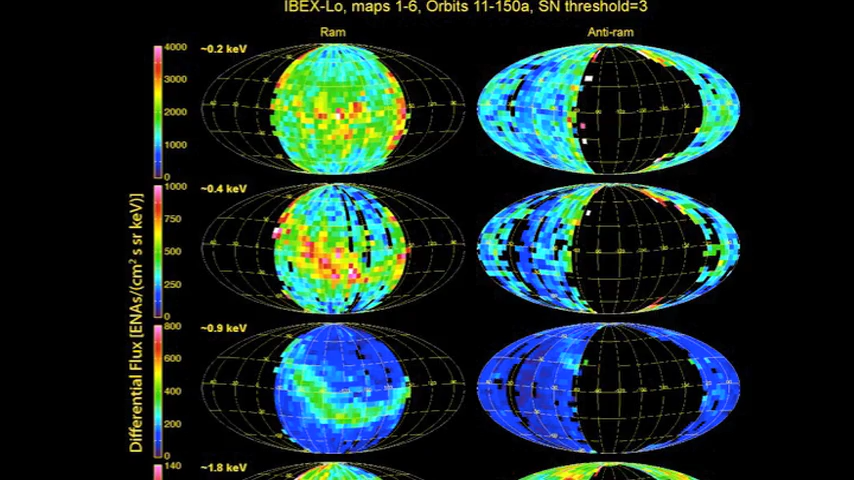 IBEX-Lo, maps 1-6, Orbits 11-150a, SN threshold=3
Ram
Anti-ram
~0.2 keV
4000
3000
2000
1000
0
~0.4 keV
1000
750
500
250
0
~0.9 keV
800
600
400
200
0
~1.8 keV
140
Differential Flux [ENAs/(cm² s sr keV)]